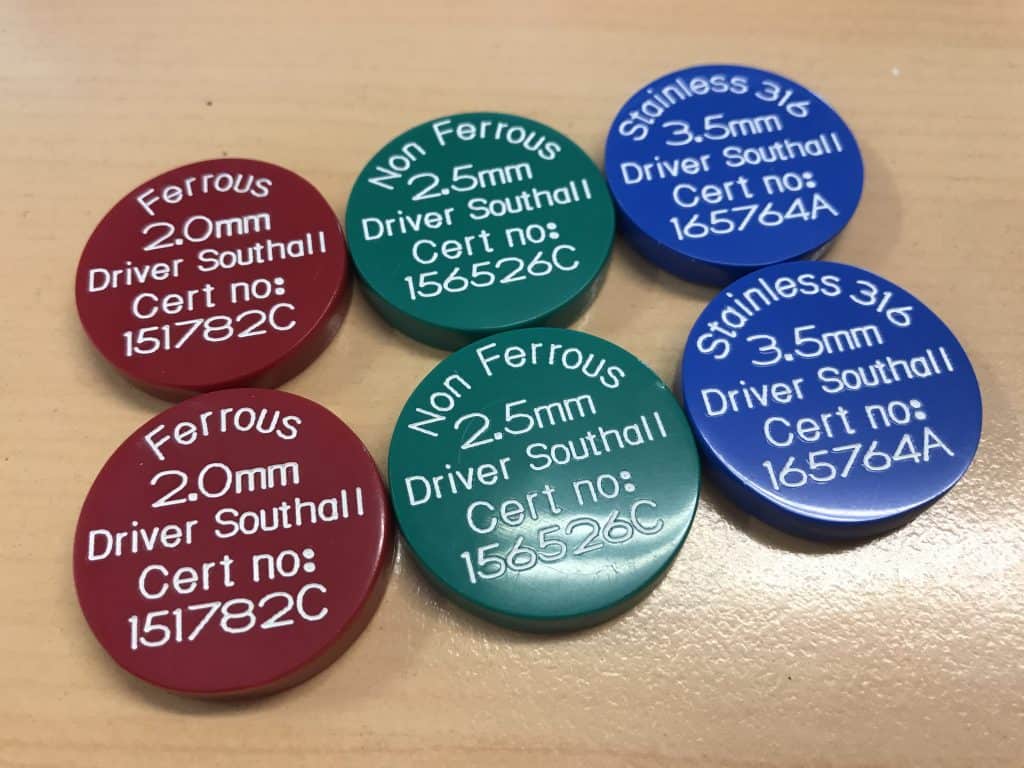 Ferrous
2.0mm
Driver Southall
Cert no:
151782C
Non Ferrous
2.5mm
Driver Southall
Cert no:
156526C
Stainless 316
3.5mm
Driver Southall
Cert no:
165764A
Ferrous
2.0mm
Driver Southall
Cert no:
151782C
Non Ferrous
2.5mm
Driver Southall
Cert no:
156526C
Stainless 316
3.5mm
Driver Southall
Cert no:
165764A